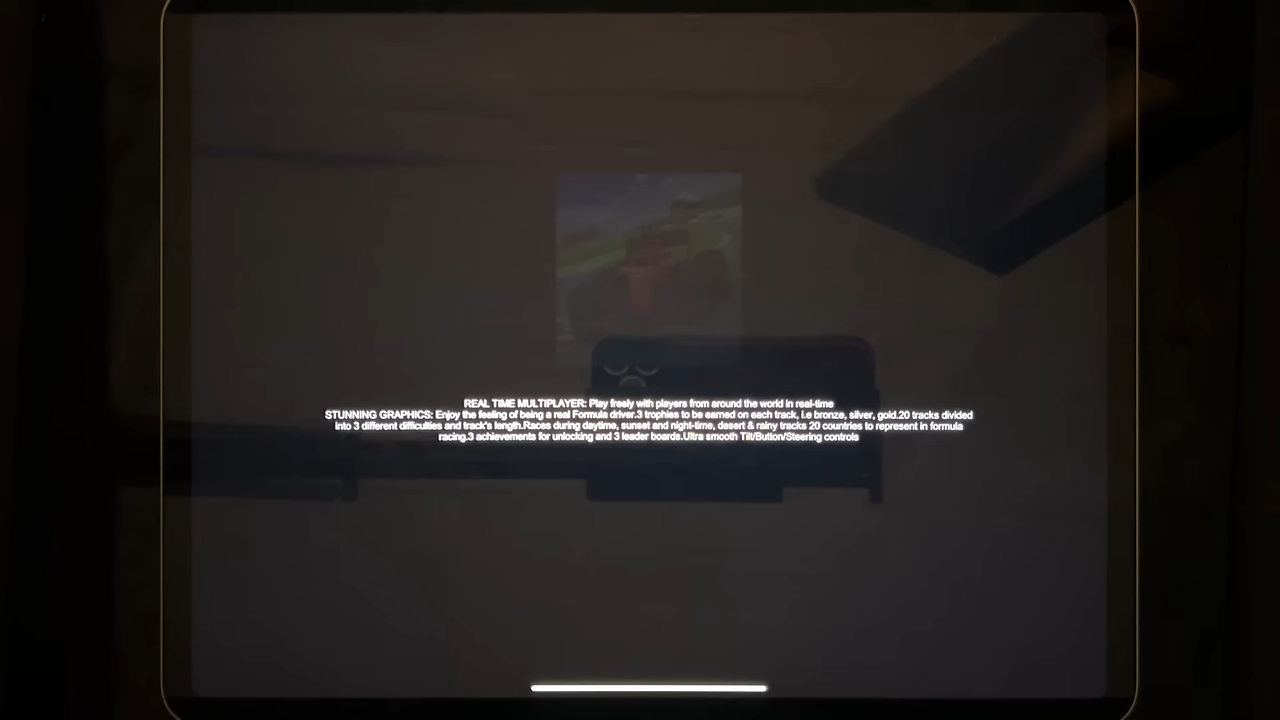 REAL TIME MULTIPLAYER: Play freely with players from around the world in real-time
STUNNING GRAPHICS: Enjoy the feeling of being a real Formula driver.3 trophies to be earned on each track, i.e bronze, silver, gold.20 tracks divided
into 3 different difficulties and track's length.Races during daytime, sunset and night-time, desert & rainy tracks 20 countries to represent in formula
racing.3 achievements for unlocking and 3 leader boards.Ultra smooth Tilt/Button/Steering controls